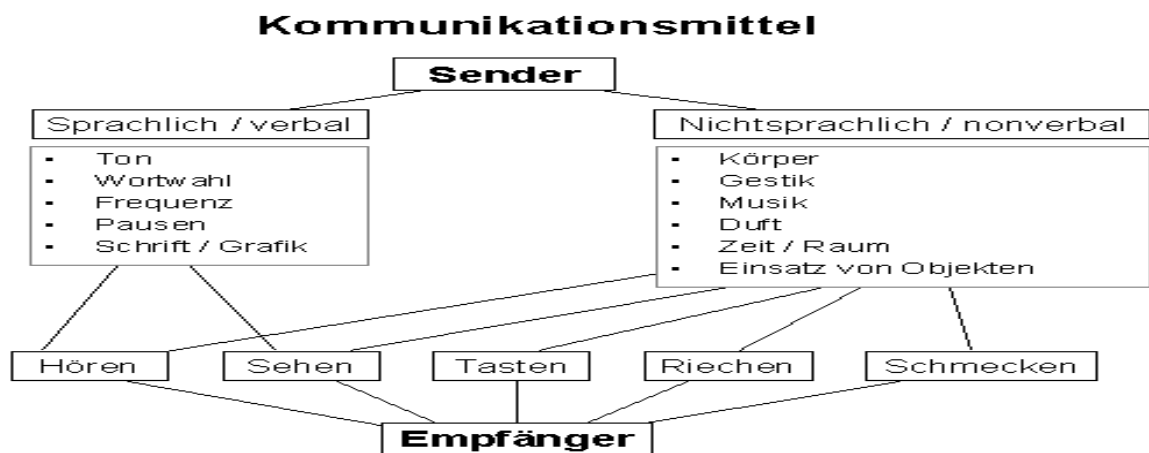 Kommunikationsmittel
Sender
Sprachlich / verbal
▪ Ton
▪ Wortwahl
▪ Frequenz
▪ Pausen
▪ Schrift / Grafik
Nichtsprachlich / nonverbal
▪ Körper
▪ Gestik
▪ Musik
▪ Duft
▪ Zeit / Raum
▪ Einsatz von Objekten
Hören
Sehen
Tasten
Riechen
Schmecken
Empfänger